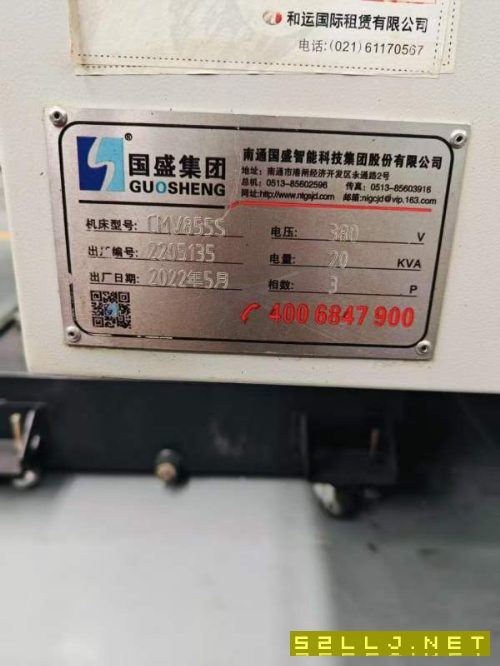 和运国际租赁有限公司
电话:(021)61170567
国盛集团
GUOSHENG
®
南通国盛智能科技集团股份有限公司
地址:南通市港闸经济开发区永通路2号
总机:0513-85602596 传真:0513-85603916
网址:http://www.ntgsjd.com 邮箱:ntgcjd@vip.163.com
机床型号: TMV855S 电压: 380 V
出厂编号: 2205135 电量: 20 KVA
出厂日期: 2022年5月 相数: 3 P
400 6847 900
52LLJ.NET